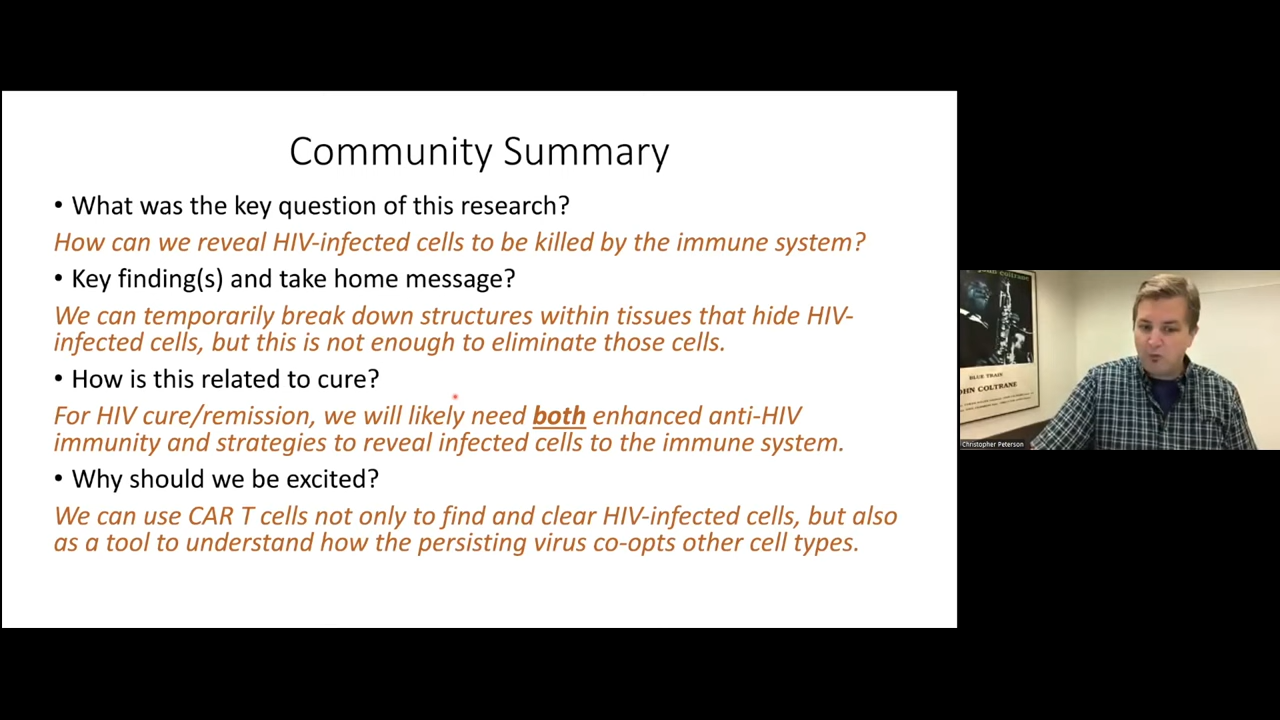 Community Summary
• What was the key question of this research?
How can we reveal HIV-infected cells to be killed by the immune system?
• Key finding(s) and take home message?
We can temporarily break down structures within tissues that hide HIV-
infected cells, but this is not enough to eliminate those cells.
• How is this related to cure?
For HIV cure/remission, we will likely need both enhanced anti-HIV
immunity and strategies to reveal infected cells to the immune system.
• Why should we be excited?
We can use CAR T cells not only to find and clear HIV-infected cells, but also
as a tool to understand how the persisting virus co-opts other cell types.
john coltrane
BLUE TRAIN
JOHN COLTRANE
Christopher Peterson